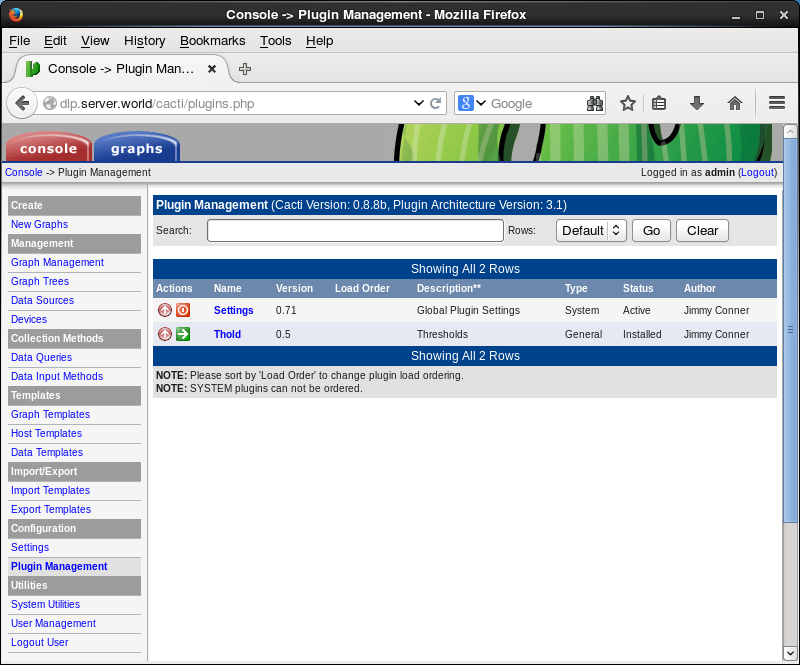 Console -> Plugin Management - Mozilla Firefox
File Edit View History Bookmarks Tools Help
Console -> Plugin Man...
dlp.server.world/cacti/plugins.php
Google
console graphs
Console -> Plugin Management
Logged in as admin (Logout)
Create
New Graphs
Management
Graph Management
Graph Trees
Data Sources
Devices
Collection Methods
Data Queries
Data Input Methods
Templates
Graph Templates
Host Templates
Data Templates
Import/Export
Import Templates
Export Templates
Configuration
Settings
Plugin Management
Utilities
System Utilities
User Management
Logout User
Plugin Management (Cacti Version: 0.8.8b, Plugin Architecture Version: 3.1)
Search: Rows: Default Go Clear
Showing All 2 Rows
Actions Name Version Load Order Description** Type Status Author
Settings 0.71 Global Plugin Settings System Active Jimmy Conner
Thold 0.5 Thresholds General Installed Jimmy Conner
Showing All 2 Rows
NOTE: Please sort by 'Load Order' to change plugin load ordering.
NOTE: SYSTEM plugins can not be ordered.